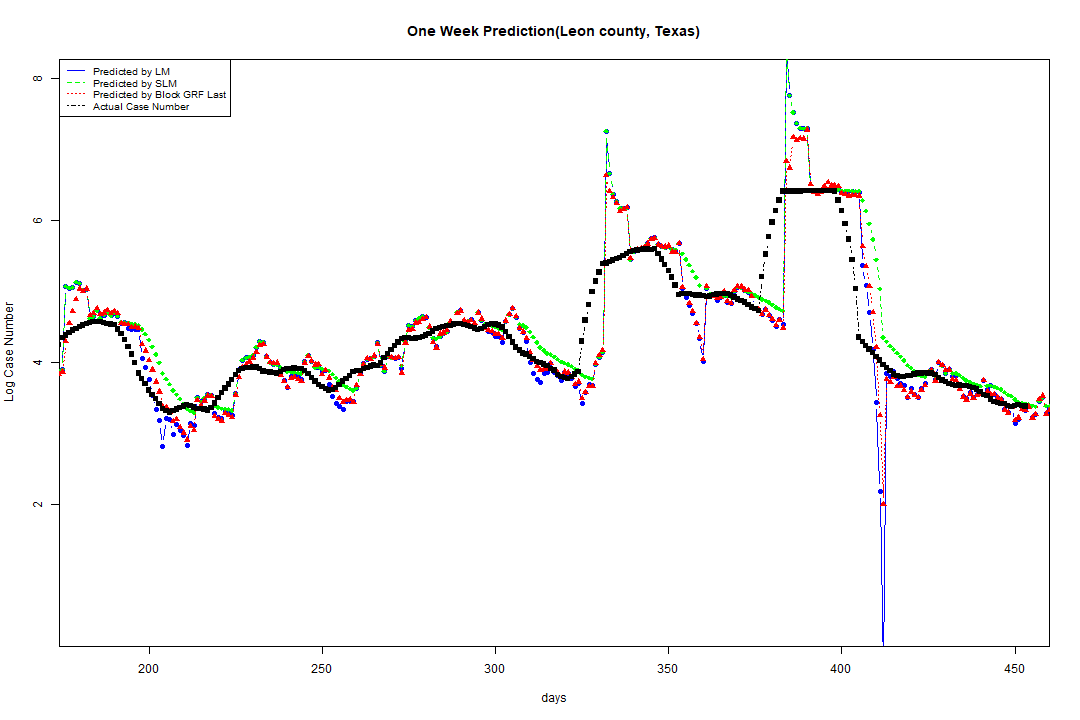 One Week Prediction(Leon county, Texas)
Predicted by LM
Predicted by SLM
Predicted by Block GRF Last
Actual Case Number
8
6
4
2
Log Case Number
200 250 300 350 400 450
days